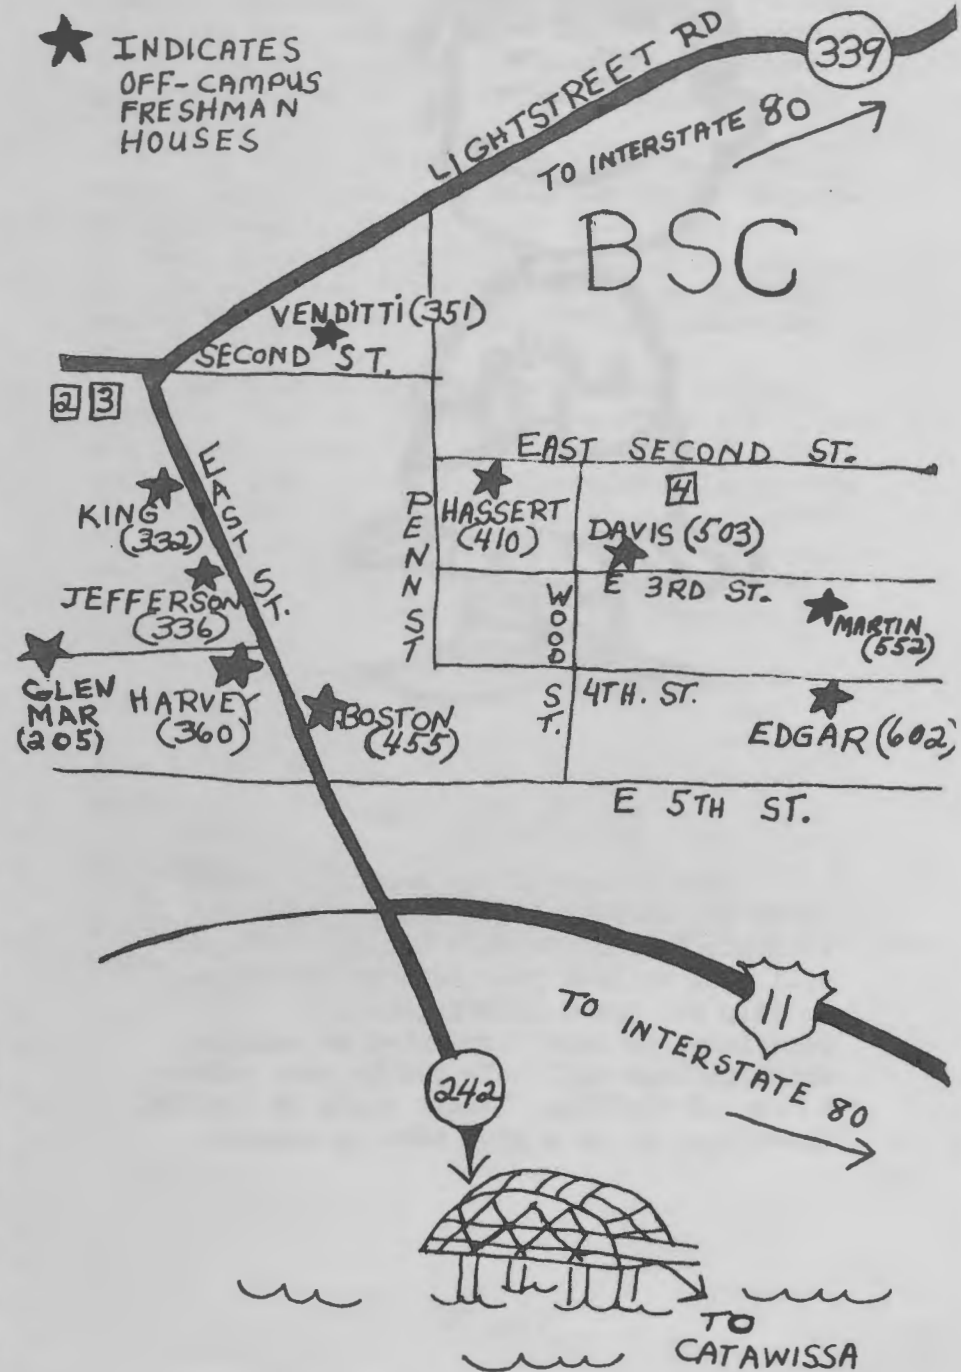 INDICATES
OFF-CAMPUS
FRESHMAN
HOUSES
LIGHTSTREET RD
339
TO INTERSTATE 80
BSC
VENDITTI (351)
SECOND ST.
2 3
EAST SECOND ST.
EAST ST.
KING
(332)
PENN ST
HASSERT
(410)
4
DAVIS (503)
E 3RD ST.
JEFFERSON
(336)
WOOD ST.
MARTIN
(552)
GLEN
MAR
(205)
HARVEY
(360)
BOSTON
(455)
4TH. ST.
EDGAR (602)
E 5TH ST.
11
TO INTERSTATE 80
242
TO
CATAWISSA